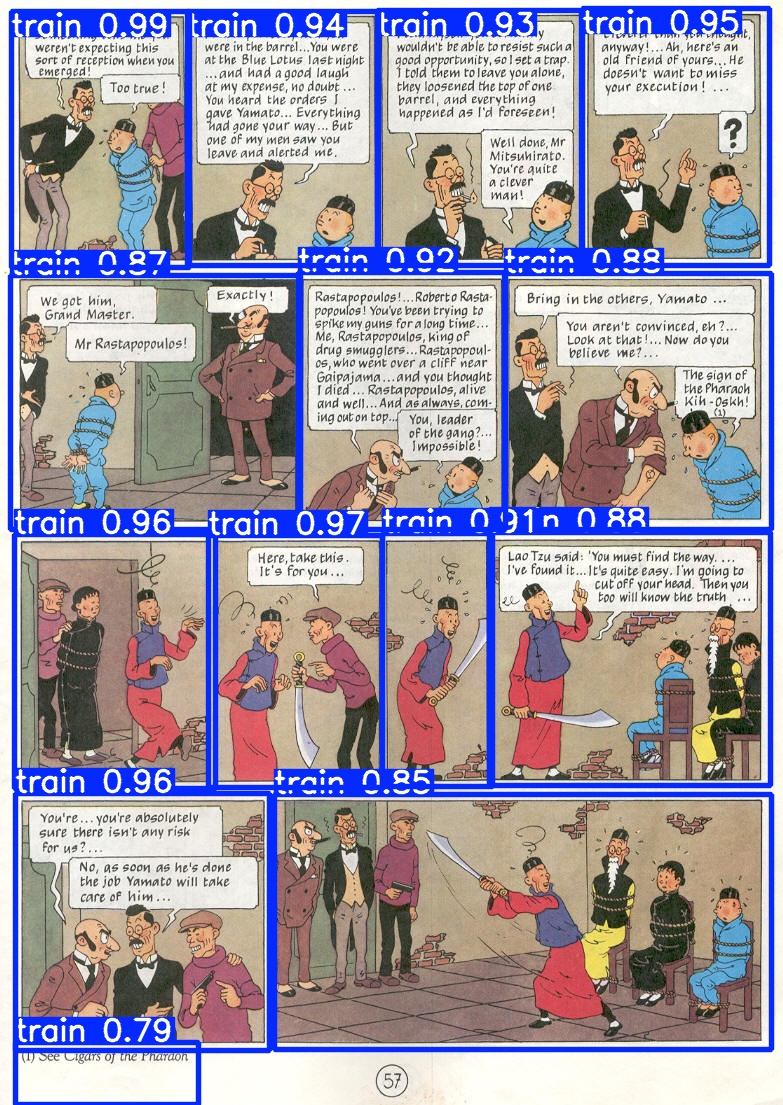 train 0.99
weren't expecting this
sort of reception when you
emerged!
Too true!
train 0.94
were in the barrel...You were
at the Blue Lotus last night
...and had a good laugh
at my expense, no doubt...
You heard the orders I
gave Yamato... Everything
had gone your way... But
one of my men saw you
leave and alerted me.
train 0.93
wouldn't be able to resist such a
good opportunity, so I set a trap.
I told them to leave you alone,
they loosened the top of one
barrel, and everything
happened as I'd foreseen!
Well done, Mr
Mitsuhirato.
You're quite
a clever
man!
train 0.95
anyway!... Ah, here's an
old friend of yours... He
doesn't want to miss
your execution! ...
?
train 0.87
We got him,
Grand Master.
Mr Rastapopoulos!
Exactly!
train 0.92
Rastapopoulos!...Roberto Rasta-
popoulos! You've been trying to
spike my guns for a long time...
Me, Rastapopoulos, king of
drug smugglers...Rastapopoul-
os, who went over a cliff near
Gaipajama...and you thought
I died... Rastapopoulos, alive
and well...And as always, com-
ing out on top...
You, leader
of the gang?...
Impossible!
train 0.88
Bring in the others, Yamato ...
You aren't convinced, eh?...
Look at that!...Now do you
believe me?...
The sign of
the Pharaoh
Kih-Oskh!
(1)
train 0.96
train 0.97
Here, take this.
It's for you ...
train 0.91
0.88
Lao Tzu said: 'You must find the way. ...
I've found it...It's quite easy. I'm going to
cut off your head. Then you
too will know the truth ...
train 0.96
You're...you're absolutely
sure there isn't any risk
for us?...
No, as soon as he's done
the job Yamato will take
care of him...
train 0.85
train 0.79
(1) See Cigars of the Pharaoh
57